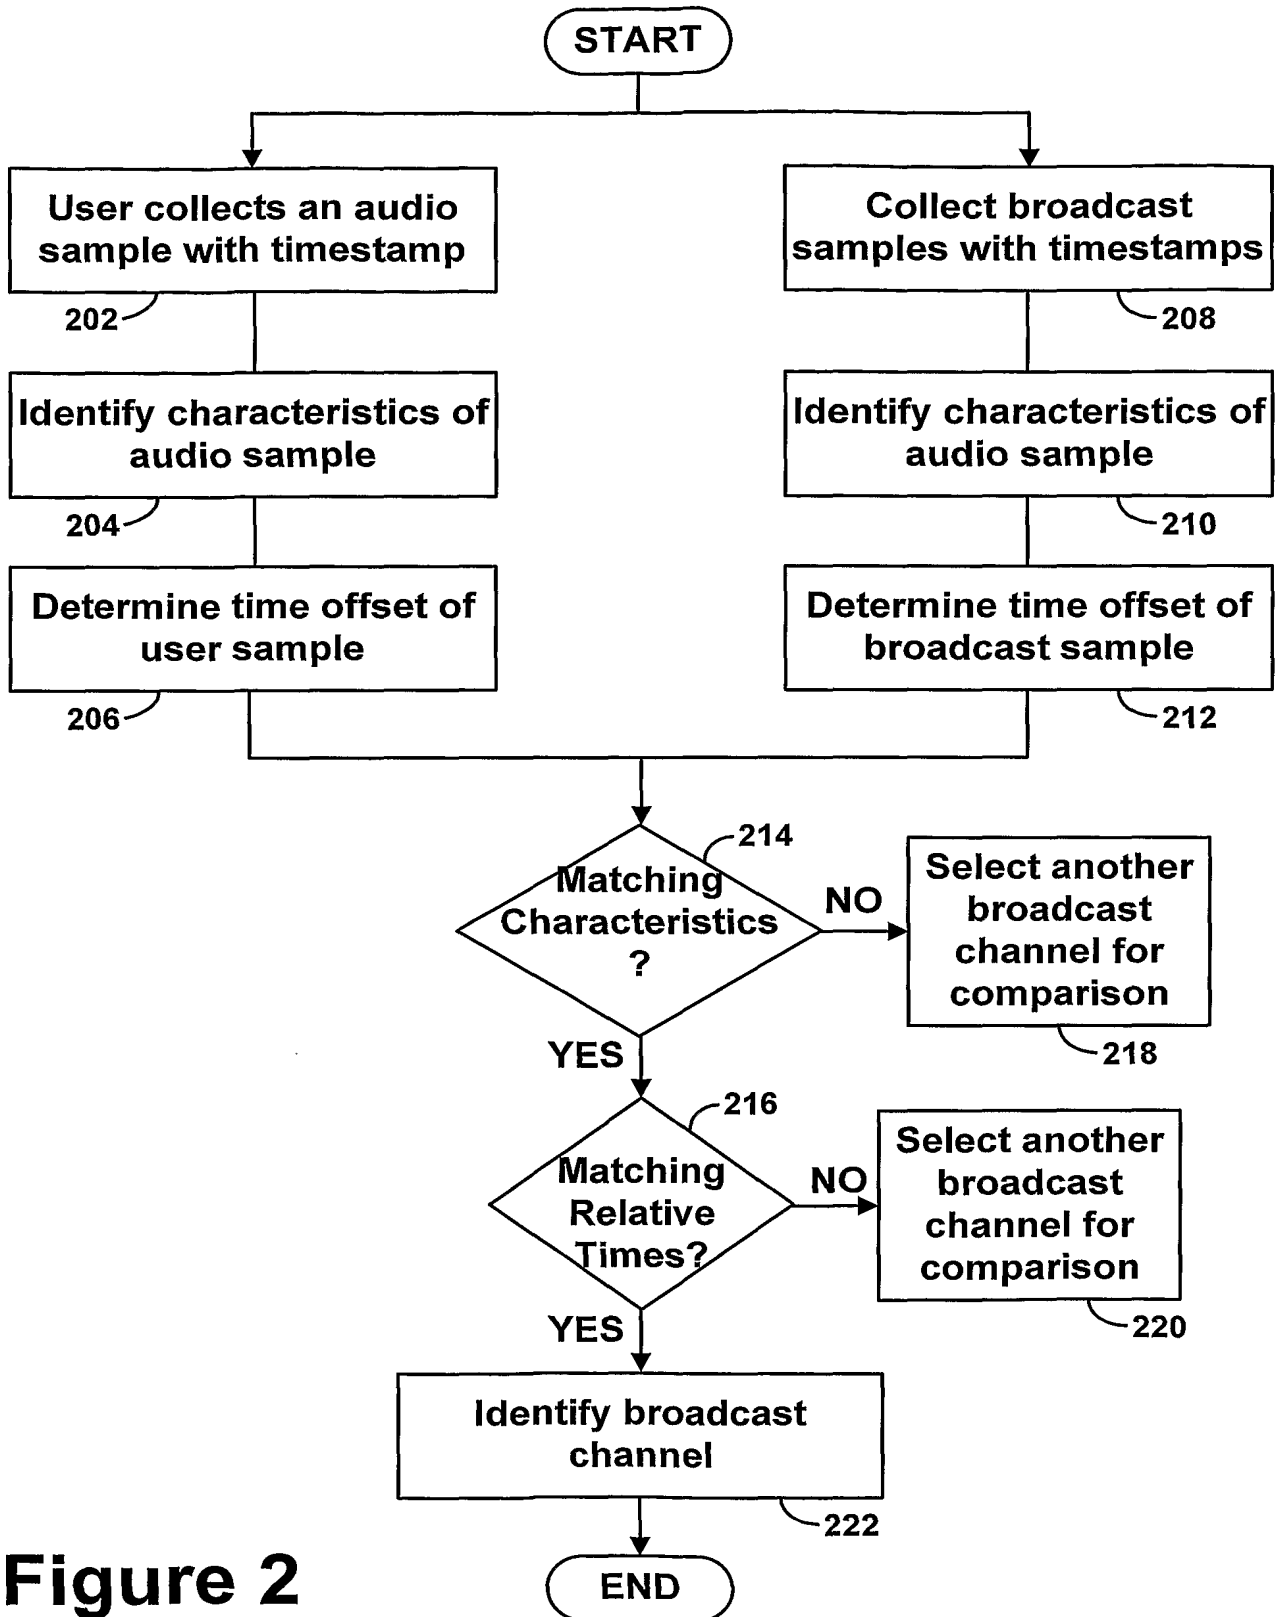 START
User collects an audio
sample with timestamp
202
Collect broadcast
samples with timestamps
208
Identify characteristics of
audio sample
204
Identify characteristics of
audio sample
210
Determine time offset of
user sample
206
Determine time offset of
broadcast sample
212
214
Matching
Characteristics
?
NO
Select another
broadcast
channel for
comparison
218
YES
216
Matching
Relative
Times?
NO
Select another
broadcast
channel for
comparison
220
YES
Identify broadcast
channel
222
END
Figure 2